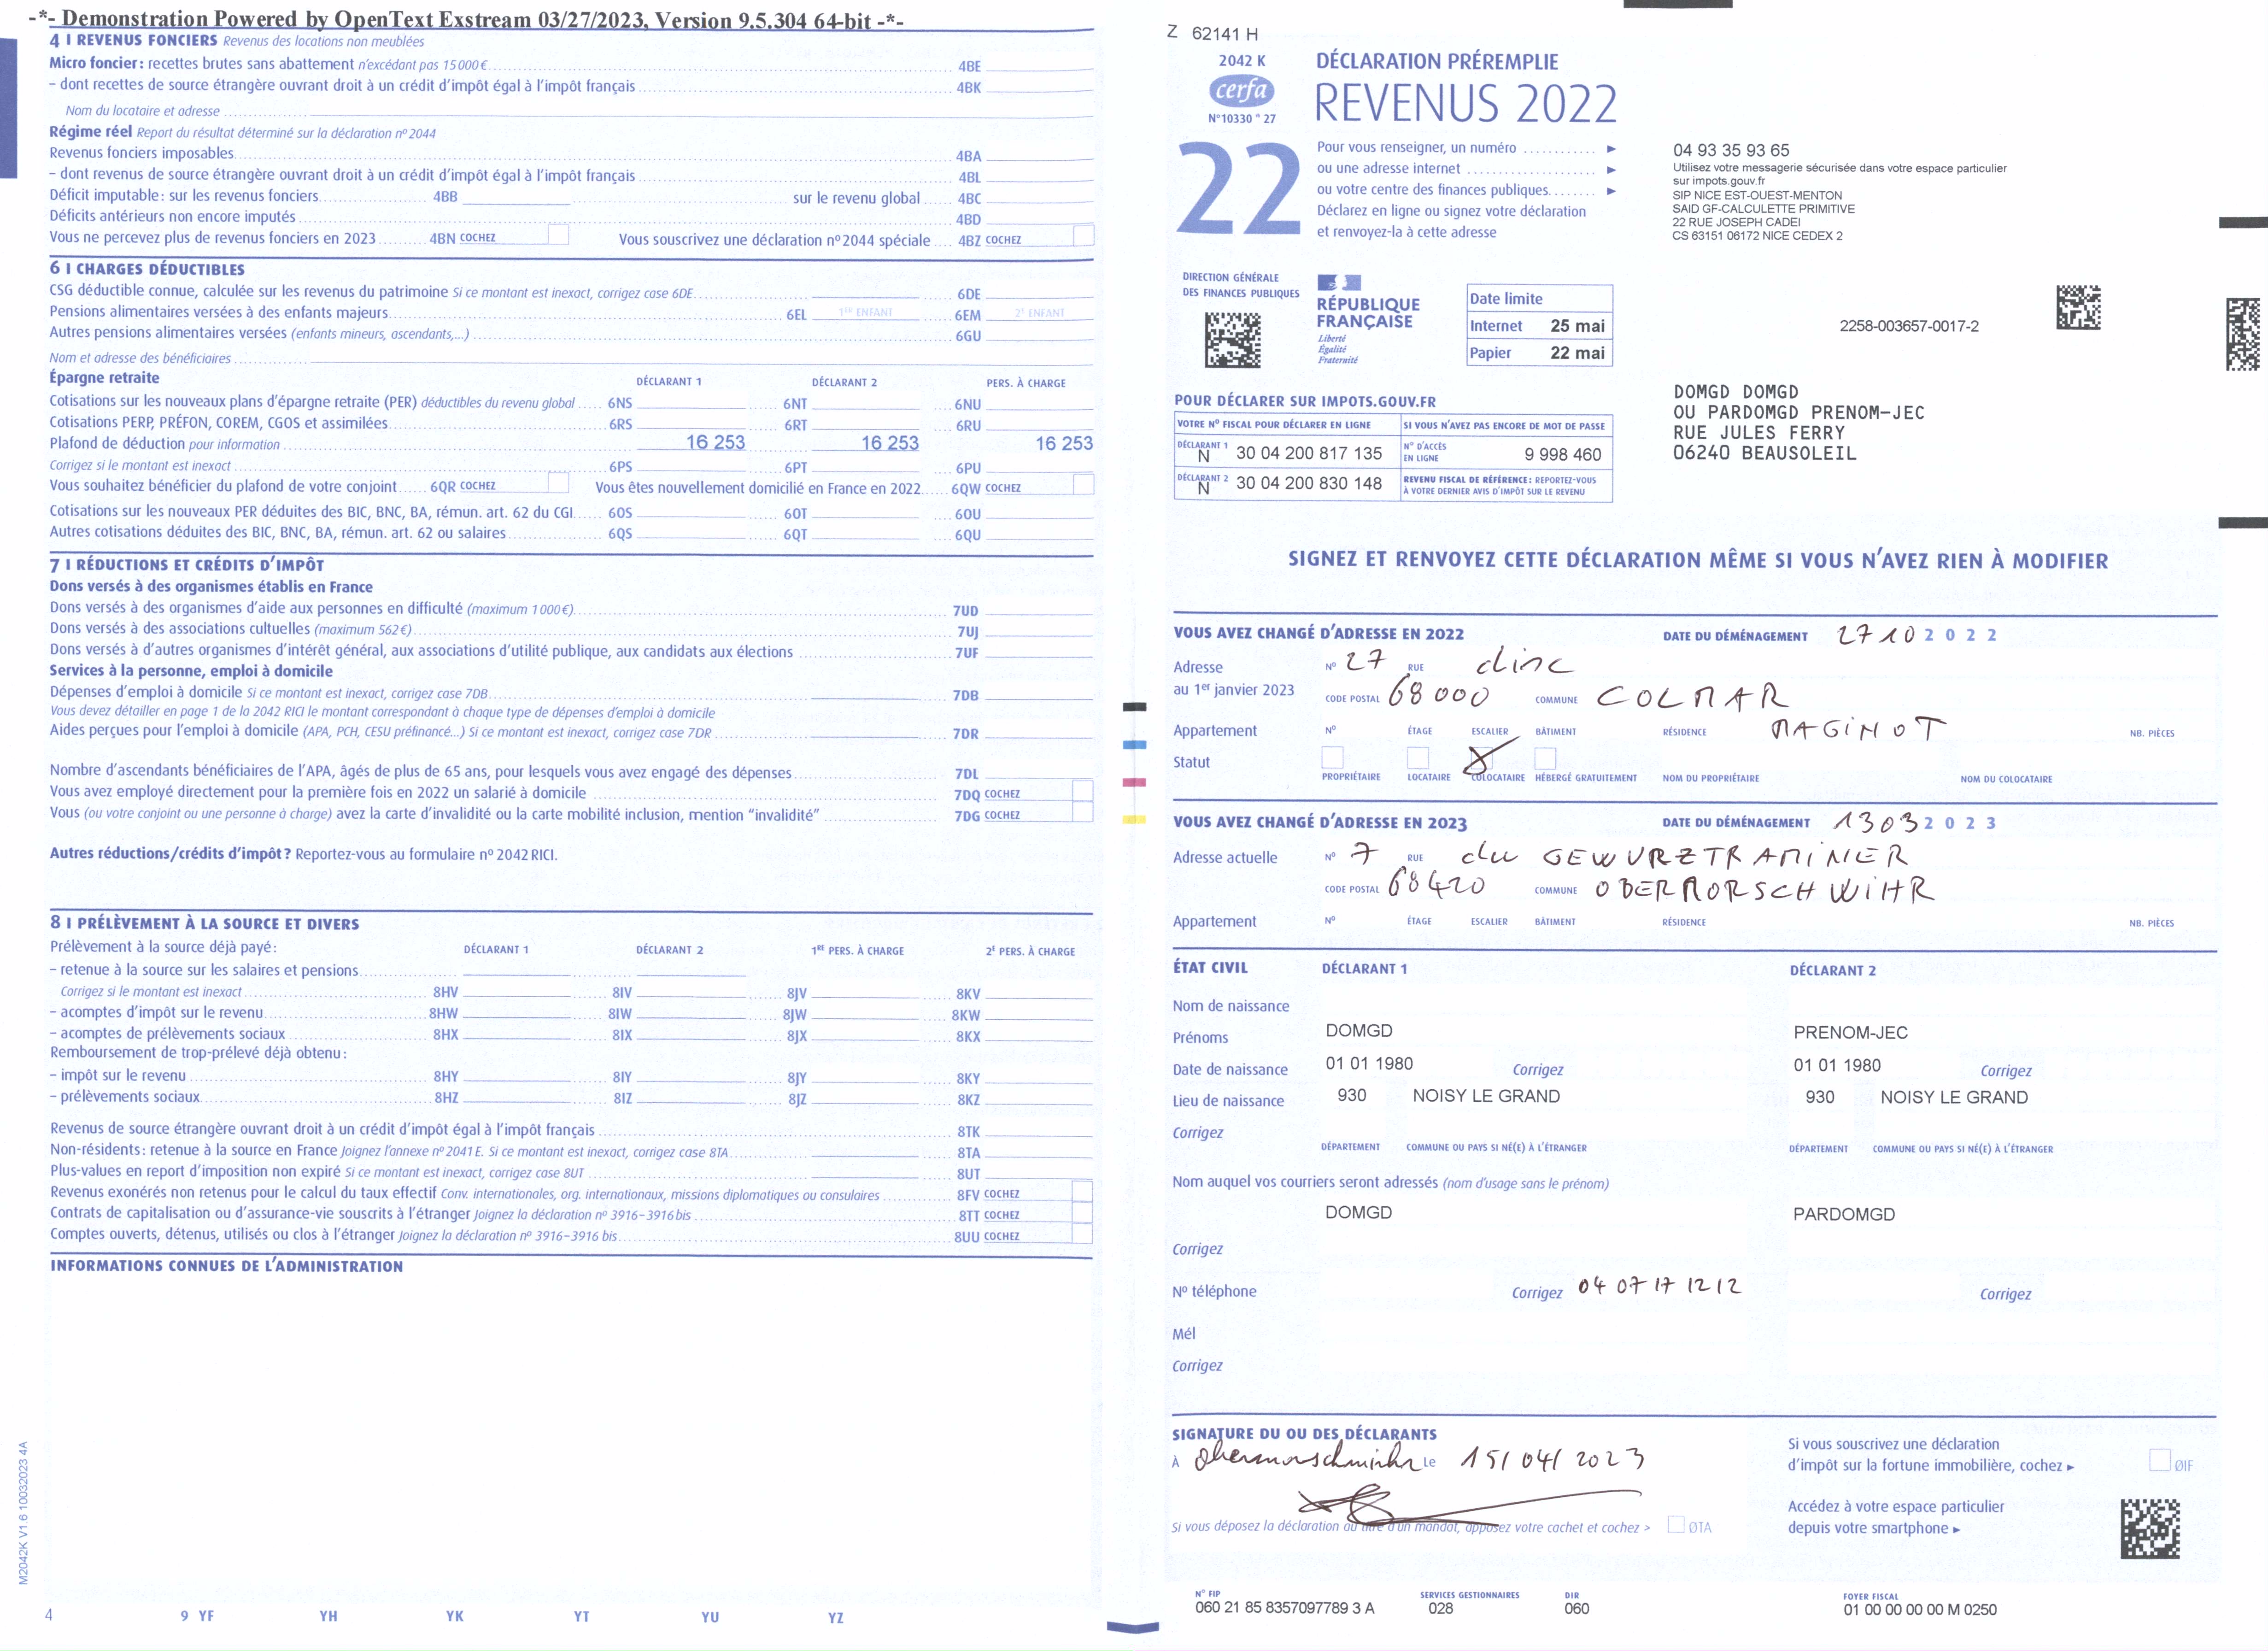 -*- Demonstration Powered by OpenText Exstream 03/27/2023, Version 9.5.304 64-bit -*-
4 I REVENUS FONCIERS Revenus des locations non meublées
Micro foncier : recettes brutes sans abattement n'excédant pas 15 000 € 4BE
– dont recettes de source étrangère ouvrant droit à un crédit d'impôt égal à l'impôt français 4BK
Nom du locataire et adresse
Régime réel Report du résultat déterminé sur la déclaration nº 2044
Revenus fonciers imposables 4BA
– dont revenus de source étrangère ouvrant droit à un crédit d'impôt égal à l'impôt français 4BL
Déficit imputable : sur les revenus fonciers 4BB sur le revenu global 4BC
Déficits antérieurs non encore imputés 4BD
Vous ne percevez plus de revenus fonciers en 2023 4BN COCHEZ Vous souscrivez une déclaration nº 2044 spéciale 4BZ COCHEZ
6 I CHARGES DÉDUCTIBLES
CSG déductible connue, calculée sur les revenus du patrimoine Si ce montant est inexact, corrigez case 6DE 6DE
Pensions alimentaires versées à des enfants majeurs 6EL 1ER ENFANT 6EM 2E ENFANT
Autres pensions alimentaires versées (enfants mineurs, ascendants,...) 6GU
Nom et adresse des bénéficiaires
Épargne retraite DÉCLARANT 1 DÉCLARANT 2 PERS. À CHARGE
Cotisations sur les nouveaux plans d'épargne retraite (PER) déductibles du revenu global 6NS 6NT 6NU
Cotisations PERP, PRÉFON, COREM, CGOS et assimilées 6RS 6RT 6RU
Plafond de déduction pour information 16 253 16 253 16 253
Corrigez si le montant est inexact 6PS 6PT 6PU
Vous souhaitez bénéficier du plafond de votre conjoint 6QR COCHEZ Vous êtes nouvellement domicilié en France en 2022 6QW COCHEZ
Cotisations sur les nouveaux PER déduites des BIC, BNC, BA, rémun. art. 62 du CGI 6OS 6OT 6OU
Autres cotisations déduites des BIC, BNC, BA, rémun. art. 62 ou salaires 6QS 6QT 6QU
7 I RÉDUCTIONS ET CRÉDITS D'IMPÔT
Dons versés à des organismes établis en France
Dons versés à des organismes d'aide aux personnes en difficulté (maximum 1 000 €) 7UD
Dons versés à des associations cultuelles (maximum 562 €) 7UJ
Dons versés à d'autres organismes d'intérêt général, aux associations d'utilité publique, aux candidats aux élections 7UF
Services à la personne, emploi à domicile
Dépenses d'emploi à domicile Si ce montant est inexact, corrigez case 7DB 7DB
Vous devez détailler en page 1 de la 2042 RICI le montant correspondant à chaque type de dépenses d'emploi à domicile
Aides perçues pour l'emploi à domicile (APA, PCH, CESU préfinancé...) Si ce montant est inexact, corrigez case 7DR 7DR
Nombre d'ascendants bénéficiaires de l'APA, âgés de plus de 65 ans, pour lesquels vous avez engagé des dépenses 7DL
Vous avez employé directement pour la première fois en 2022 un salarié à domicile 7DQ COCHEZ
Vous (ou votre conjoint ou une personne à charge) avez la carte d'invalidité ou la carte mobilité inclusion, mention "invalidité" 7DG COCHEZ
Autres réductions/crédits d'impôt ? Reportez-vous au formulaire nº 2042 RICI.
8 I PRÉLÈVEMENT À LA SOURCE ET DIVERS
Prélèvement à la source déjà payé : DÉCLARANT 1 DÉCLARANT 2 1RE PERS. À CHARGE 2E PERS. À CHARGE
– retenue à la source sur les salaires et pensions
Corrigez si le montant est inexact 8HV 8IV 8JV 8KV
– acomptes d'impôt sur le revenu 8HW 8IW 8JW 8KW
– acomptes de prélèvements sociaux 8HX 8IX 8JX 8KX
Remboursement de trop-prélevé déjà obtenu :
– impôt sur le revenu 8HY 8IY 8JY 8KY
– prélèvements sociaux 8HZ 8IZ 8JZ 8KZ
Revenus de source étrangère ouvrant droit à un crédit d'impôt égal à l'impôt français 8TK
Non-résidents : retenue à la source en France Joignez l'annexe nº 2041 E. Si ce montant est inexact, corrigez case 8TA 8TA
Plus-values en report d'imposition non expiré Si ce montant est inexact, corrigez case 8UT 8UT
Revenus exonérés non retenus pour le calcul du taux effectif Conv. internationales, org. internationaux, missions diplomatiques ou consulaires 8FV COCHEZ
Contrats de capitalisation ou d'assurance-vie souscrits à l'étranger Joignez la déclaration nº 3916–3916 bis 8TT COCHEZ
Comptes ouverts, détenus, utilisés ou clos à l'étranger Joignez la déclaration nº 3916–3916 bis 8UU COCHEZ
INFORMATIONS CONNUES DE L'ADMINISTRATION
M2042K V1 6 10032023 4A
4 9 YF YH YK YT YU YZ
Z 62141 H
2042 K
cerfa
N°10330 * 27
DÉCLARATION PRÉREMPLIE
REVENUS 2022
22
Pour vous renseigner, un numéro ► 04 93 35 93 65
ou une adresse internet ► Utilisez votre messagerie sécurisée dans votre espace particulier
sur impots.gouv.fr
ou votre centre des finances publiques ► SIP NICE EST-OUEST-MENTON
SAID GF-CALCULETTE PRIMITIVE
22 RUE JOSEPH CADEI
CS 63151 06172 NICE CEDEX 2
Déclarez en ligne ou signez votre déclaration
et renvoyez-la à cette adresse
DIRECTION GÉNÉRALE
DES FINANCES PUBLIQUES
RÉPUBLIQUE
FRANÇAISE
Liberté
Égalité
Fraternité
Date limite
Internet 25 mai
Papier 22 mai
2258-003657-0017-2
DOMGD DOMGD
OU PARDOMGD PRENOM-JEC
RUE JULES FERRY
06240 BEAUSOLEIL
POUR DÉCLARER SUR IMPOTS.GOUV.FR
VOTRE Nº FISCAL POUR DÉCLARER EN LIGNE SI VOUS N'AVEZ PAS ENCORE DE MOT DE PASSE
DÉCLARANT 1 N 30 04 200 817 135 N° D'ACCÈS EN LIGNE 9 998 460
DÉCLARANT 2 N 30 04 200 830 148 REVENU FISCAL DE RÉFÉRENCE : REPORTEZ-VOUS À VOTRE DERNIER AVIS D'IMPÔT SUR LE REVENU
SIGNEZ ET RENVOYEZ CETTE DÉCLARATION MÊME SI VOUS N'AVEZ RIEN À MODIFIER
VOUS AVEZ CHANGÉ D'ADRESSE EN 2022 DATE DU DÉMÉNAGEMENT 27 10 2022
Adresse Nº 27 RUE
au 1er janvier 2023 CODE POSTAL 68000 COMMUNE COLMAR
Appartement Nº ÉTAGE ESCALIER BÂTIMENT RÉSIDENCE MAGINOT NB. PIÈCES
Statut
PROPRIÉTAIRE LOCATAIRE COLOCATAIRE HÉBERGÉ GRATUITEMENT NOM DU PROPRIÉTAIRE NOM DU COLOCATAIRE
VOUS AVEZ CHANGÉ D'ADRESSE EN 2023 DATE DU DÉMÉNAGEMENT 13 03 2023
Adresse actuelle Nº 7 RUE du GEWURZTRAMINER
CODE POSTAL 68420 COMMUNE OBERMORSCHWIHR
Appartement Nº ÉTAGE ESCALIER BÂTIMENT RÉSIDENCE NB. PIÈCES
ÉTAT CIVIL DÉCLARANT 1 DÉCLARANT 2
Nom de naissance
Prénoms DOMGD PRENOM-JEC
Date de naissance 01 01 1980 Corrigez 01 01 1980 Corrigez
Lieu de naissance 930 NOISY LE GRAND 930 NOISY LE GRAND
Corrigez
DÉPARTEMENT COMMUNE OU PAYS SI NÉ(E) À L'ÉTRANGER DÉPARTEMENT COMMUNE OU PAYS SI NÉ(E) À L'ÉTRANGER
Nom auquel vos courriers seront adressés (nom d'usage sans le prénom)
DOMGD PARDOMGD
Corrigez
Nº téléphone Corrigez 04 07 17 12 12 Corrigez
Mél
Corrigez
SIGNATURE DU OU DES DÉCLARANTS
À obermorschwihr Le 15/04/2023
Si vous déposez la déclaration au titre d'un mandat, apposez votre cachet et cochez > ØTA
Si vous souscrivez une déclaration
d'impôt sur la fortune immobilière, cochez ► ØIF
Accédez à votre espace particulier
depuis votre smartphone ►
N° FIP SERVICES GESTIONNAIRES DIR FOYER FISCAL
060 21 85 8357097789 3 A 028 060 01 00 00 00 00 M 0250